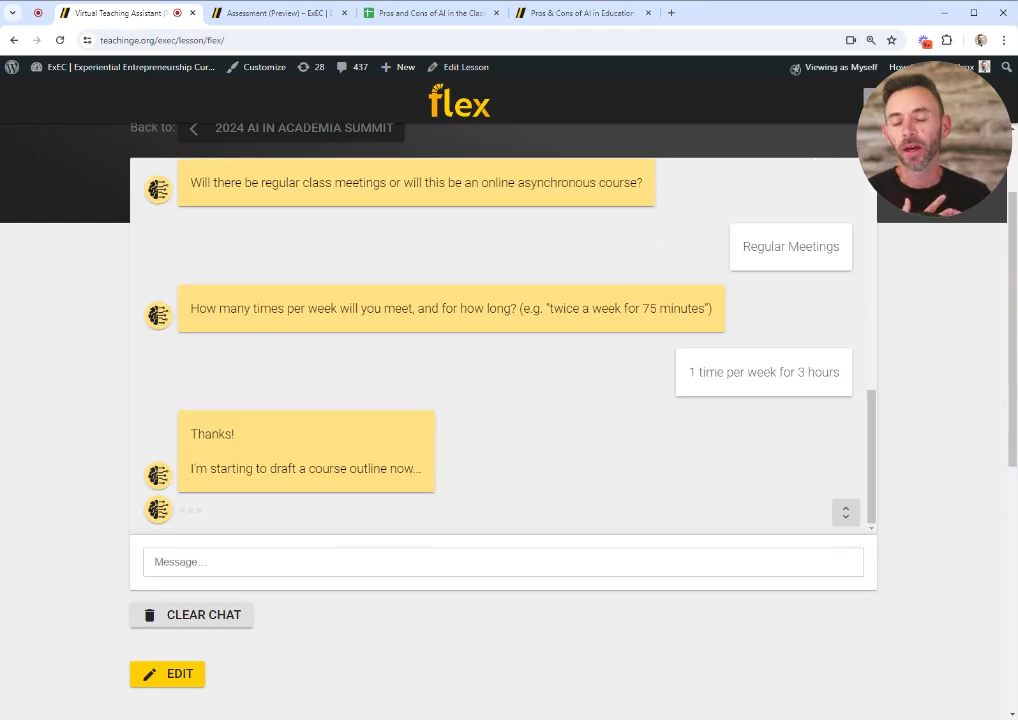 Virtual Teaching Assistant (F
Assessment (Preview) – ExEC | E
Pros and Cons of AI in the Clas
Pros & Cons of AI in Education
teachinge.org/exec/lesson/flex/
ExEC | Experiential Entrepreneurship Cur...
Customize
28
437
New
Edit Lesson
Viewing as Myself
flex
Back to:
2024 AI IN ACADEMIA SUMMIT
Will there be regular class meetings or will this be an online asynchronous course?
Regular Meetings
How many times per week will you meet, and for how long? (e.g. "twice a week for 75 minutes")
1 time per week for 3 hours
Thanks!
I'm starting to draft a course outline now...
Message...
CLEAR CHAT
EDIT